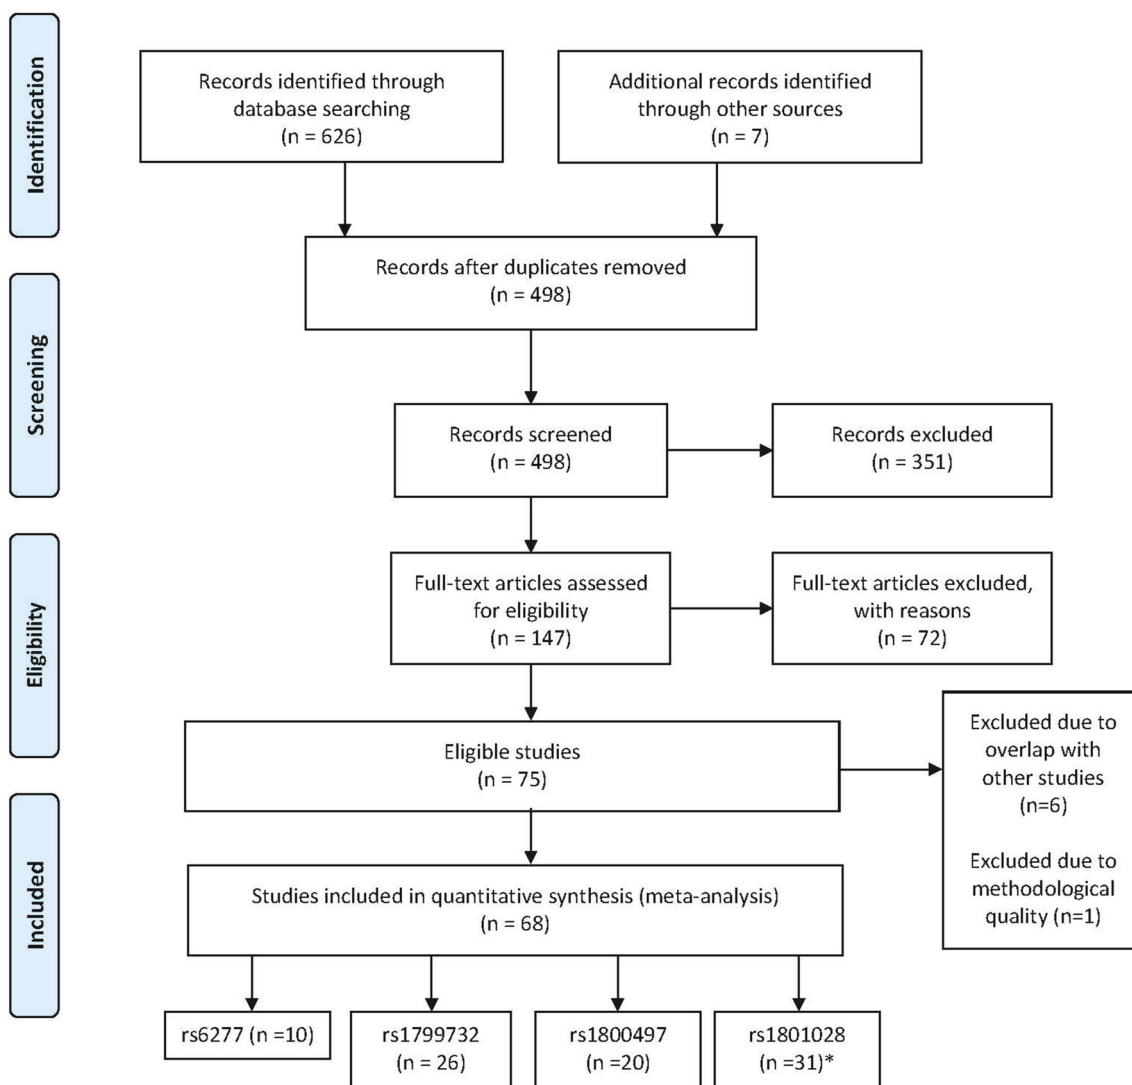 Identification
Records identified through
database searching
(n = 626)
Additional records identified
through other sources
(n = 7)
Records after duplicates removed
(n = 498)
Screening
Records screened
(n = 498)
Records excluded
(n = 351)
Eligibility
Full-text articles assessed
for eligibility
(n = 147)
Full-text articles excluded,
with reasons
(n = 72)
Eligible studies
(n = 75)
Excluded due to
overlap with
other studies
(n=6)
Excluded due to
methodological
quality (n=1)
Included
Studies included in quantitative synthesis (meta-analysis)
(n = 68)
rs6277 (n =10)
rs1799732
(n = 26)
rs1800497
(n =20)
rs1801028
(n =31)*